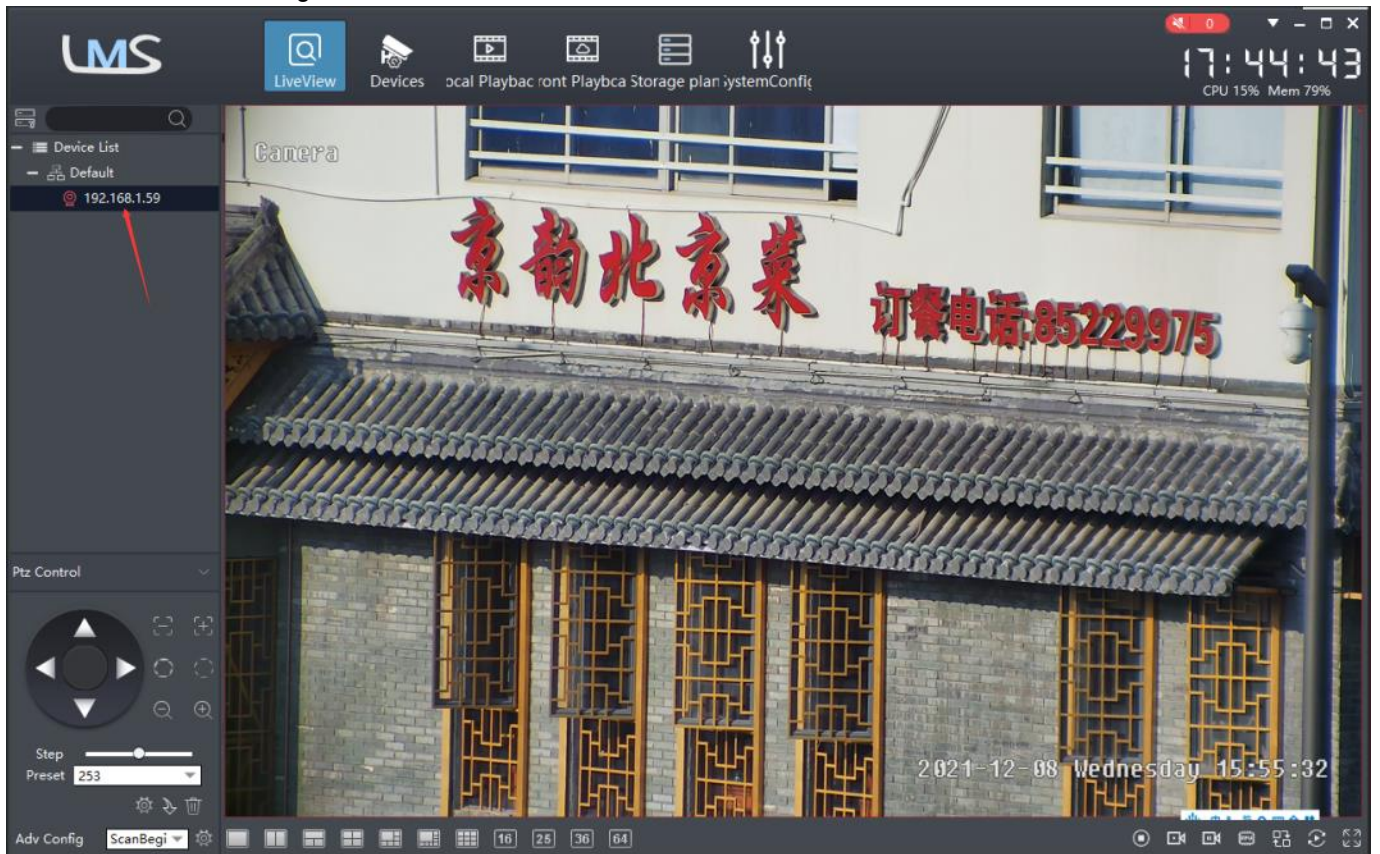 LMS
LiveView
Devices
ocal Playbac
ront Playbca
Storage plan
ystemConfig
0
17:44:43
CPU 15% Mem 79%
Device List
Default
192.168.1.59
Camera
京韵北京菜
订餐电话:85229975
2021-12-08 Wednesday 15:55:32
Ptz Control
Step
Preset 253
Adv Config ScanBegi
16 25 36 64